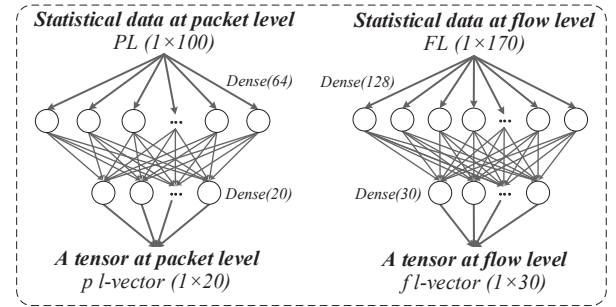 Statistical data at packet level
PL (1×100)
Dense(64)
...
Dense(20)
...
A tensor at packet level
p l-vector (1×20)
Statistical data at flow level
FL (1×170)
Dense(128)
...
Dense(30)
...
A tensor at flow level
f l-vector (1×30)